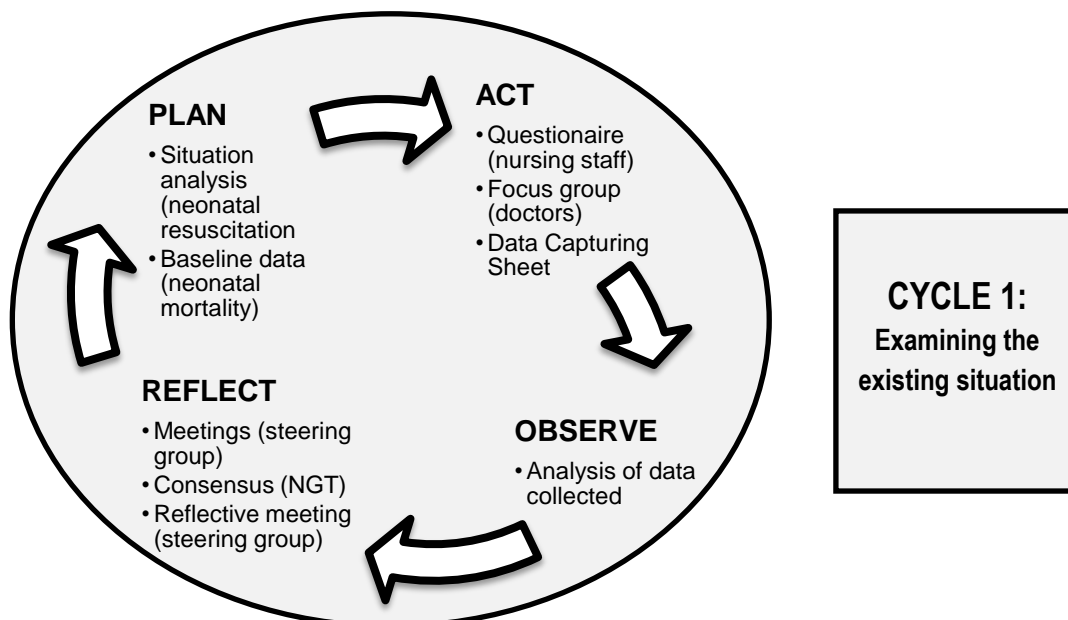 PLAN
• Situation
analysis
(neonatal
resuscitation
• Baseline data
(neonatal
mortality)
ACT
• Questionaire
(nursing staff)
• Focus group
(doctors)
• Data Capturing
Sheet
OBSERVE
• Analysis of data
collected
REFLECT
• Meetings (steering
group)
• Consensus (NGT)
• Reflective meeting
(steering group)
CYCLE 1:
Examining the
existing situation